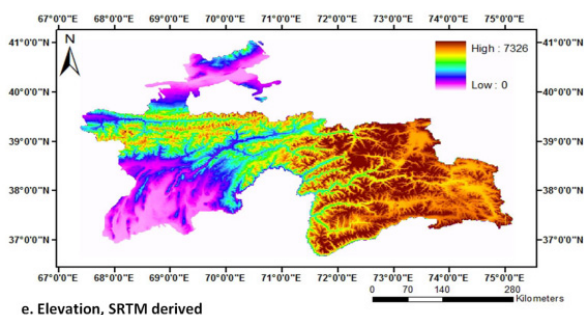 67°0'0"E 68°0'0"E 69°0'0"E 70°0'0"E 71°0'0"E 72°0'0"E 73°0'0"E 74°0'0"E 75°0'0"E
N
High : 7326
Low : 0
41°0'0"N 41°0'0"N
40°0'0"N 40°0'0"N
39°0'0"N 39°0'0"N
38°0'0"N 38°0'0"N
37°0'0"N 37°0'0"N
67°0'0"E 68°0'0"E 69°0'0"E 70°0'0"E 71°0'0"E 72°0'0"E 73°0'0"E 74°0'0"E 75°0'0"E
0 70 140 280
Kilometers
e. Elevation, SRTM derived